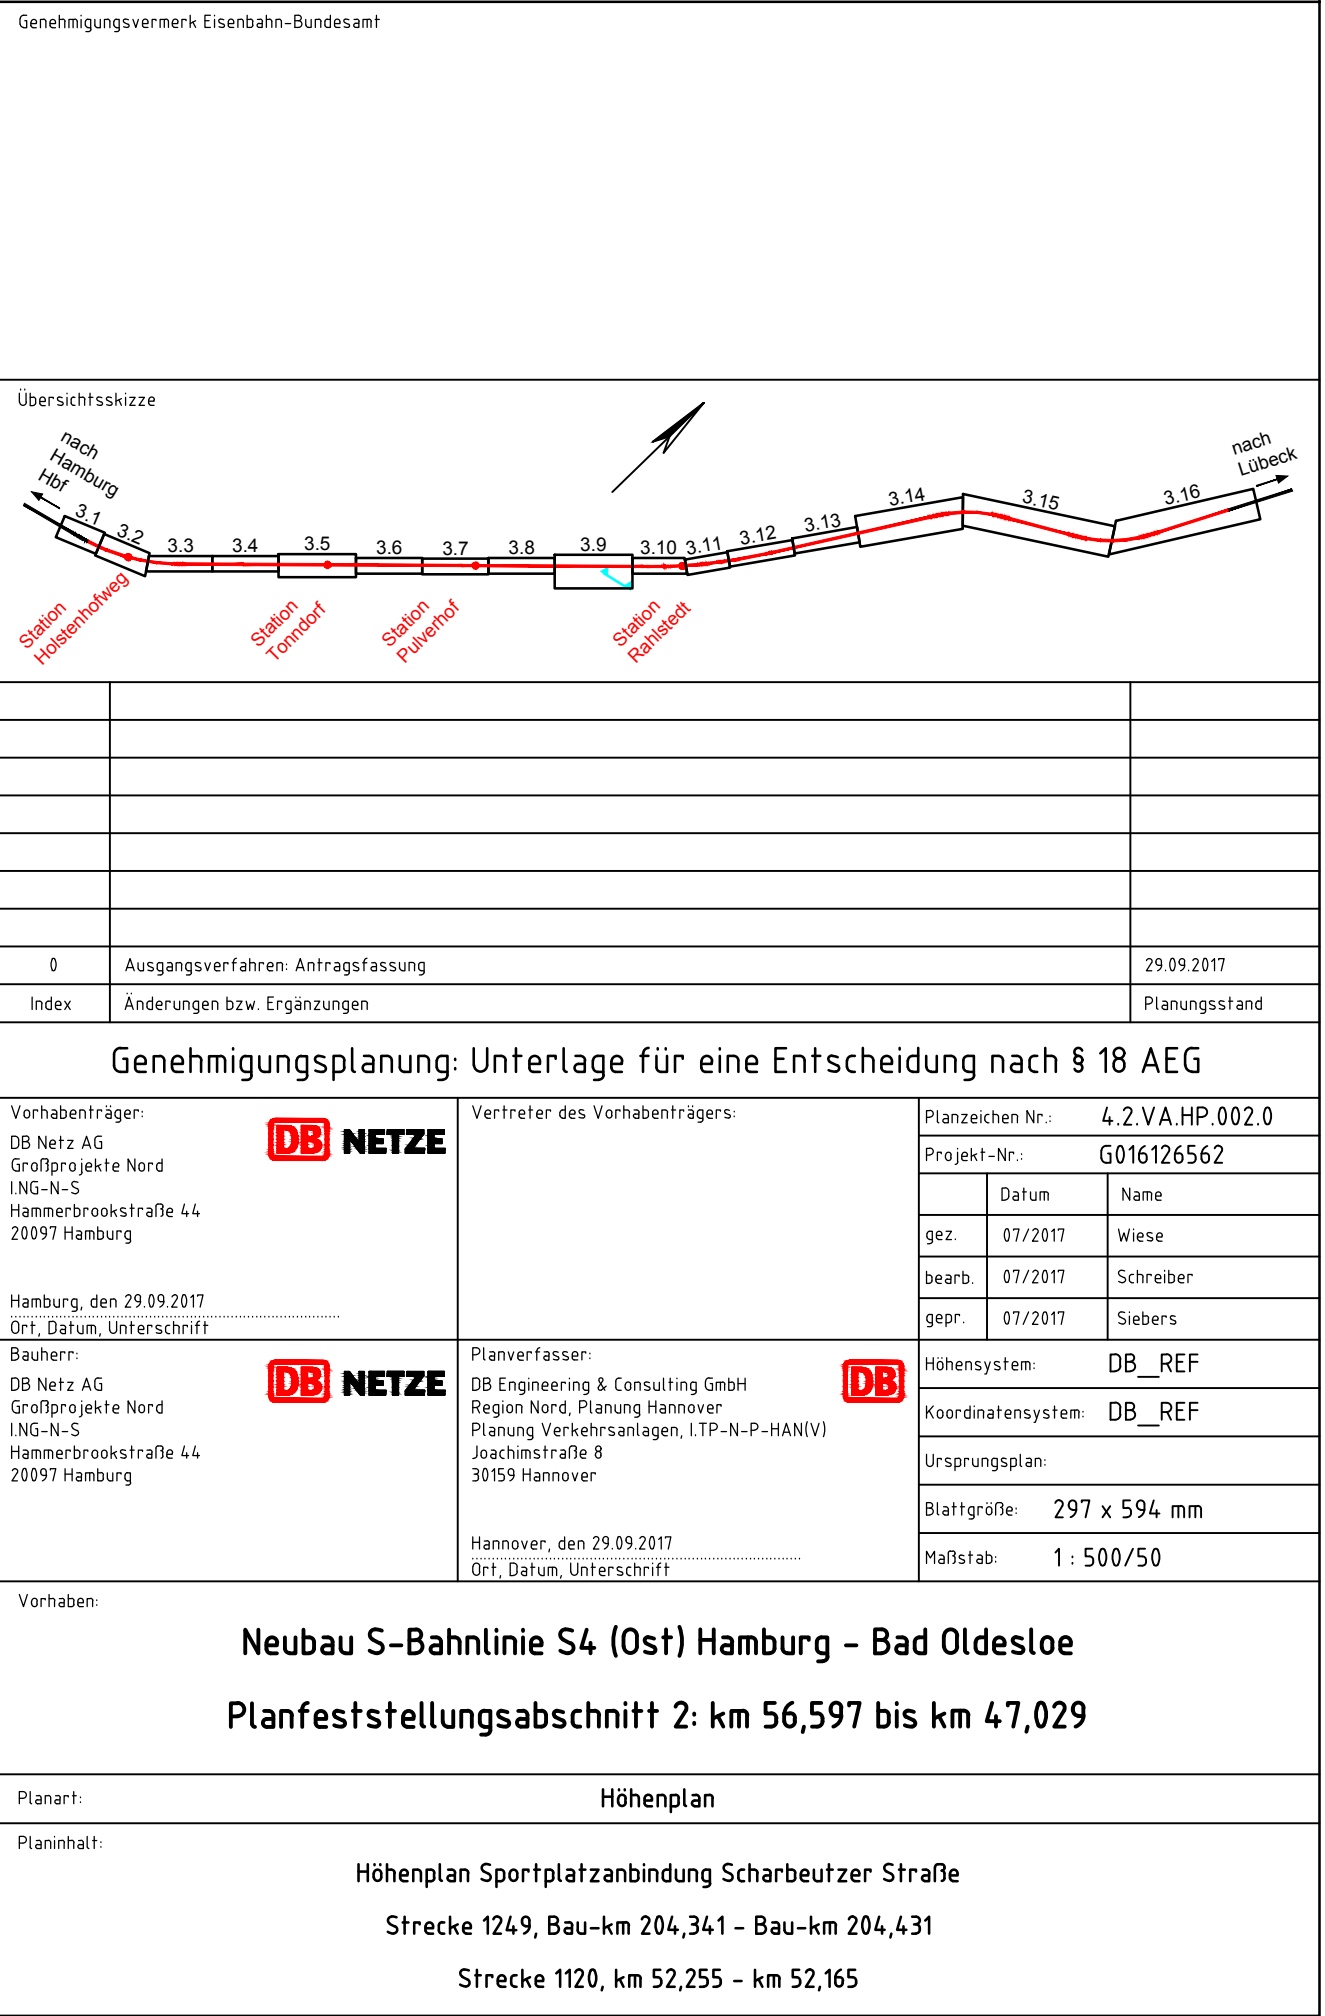 Genehmigungsvermerk Eisenbahn-Bundesamt
Übersichtsskizze
nach
Hamburg
Hbf
nach
Lübeck
3.1
3.2
3.3
3.4
3.5
3.6
3.7
3.8
3.9
3.10
3.11
3.12
3.13
3.14
3.15
3.16
Station
Holstenhofweg
Station
Tonndorf
Station
Pulverhof
Station
Rahlstedt
0 Ausgangsverfahren: Antragsfassung 29.09.2017
Index Änderungen bzw. Ergänzungen Planungsstand
Genehmigungsplanung: Unterlage für eine Entscheidung nach § 18 AEG
Vorhabenträger:
DB NETZE
DB Netz AG
Großprojekte Nord
I.NG-N-S
Hammerbrookstraße 44
20097 Hamburg
Hamburg, den 29.09.2017
Ort, Datum, Unterschrift
Vertreter des Vorhabenträgers:
Planzeichen Nr.: 4.2.VA.HP.002.0
Projekt-Nr.: G016126562
Datum Name
gez. 07/2017 Wiese
bearb. 07/2017 Schreiber
gepr. 07/2017 Siebers
Bauherr:
DB NETZE
DB Netz AG
Großprojekte Nord
I.NG-N-S
Hammerbrookstraße 44
20097 Hamburg
Planverfasser:
DB
DB Engineering & Consulting GmbH
Region Nord, Planung Hannover
Planung Verkehrsanlagen, I.TP-N-P-HAN(V)
Joachimstraße 8
30159 Hannover
Hannover, den 29.09.2017
Ort, Datum, Unterschrift
Höhensystem: DB_REF
Koordinatensystem: DB_REF
Ursprungsplan:
Blattgröße: 297 x 594 mm
Maßstab: 1 : 500/50
Vorhaben:
Neubau S-Bahnlinie S4 (Ost) Hamburg - Bad Oldesloe
Planfeststellungsabschnitt 2: km 56,597 bis km 47,029
Planart: Höhenplan
Planinhalt:
Höhenplan Sportplatzanbindung Scharbeutzer Straße
Strecke 1249, Bau-km 204,341 - Bau-km 204,431
Strecke 1120, km 52,255 - km 52,165